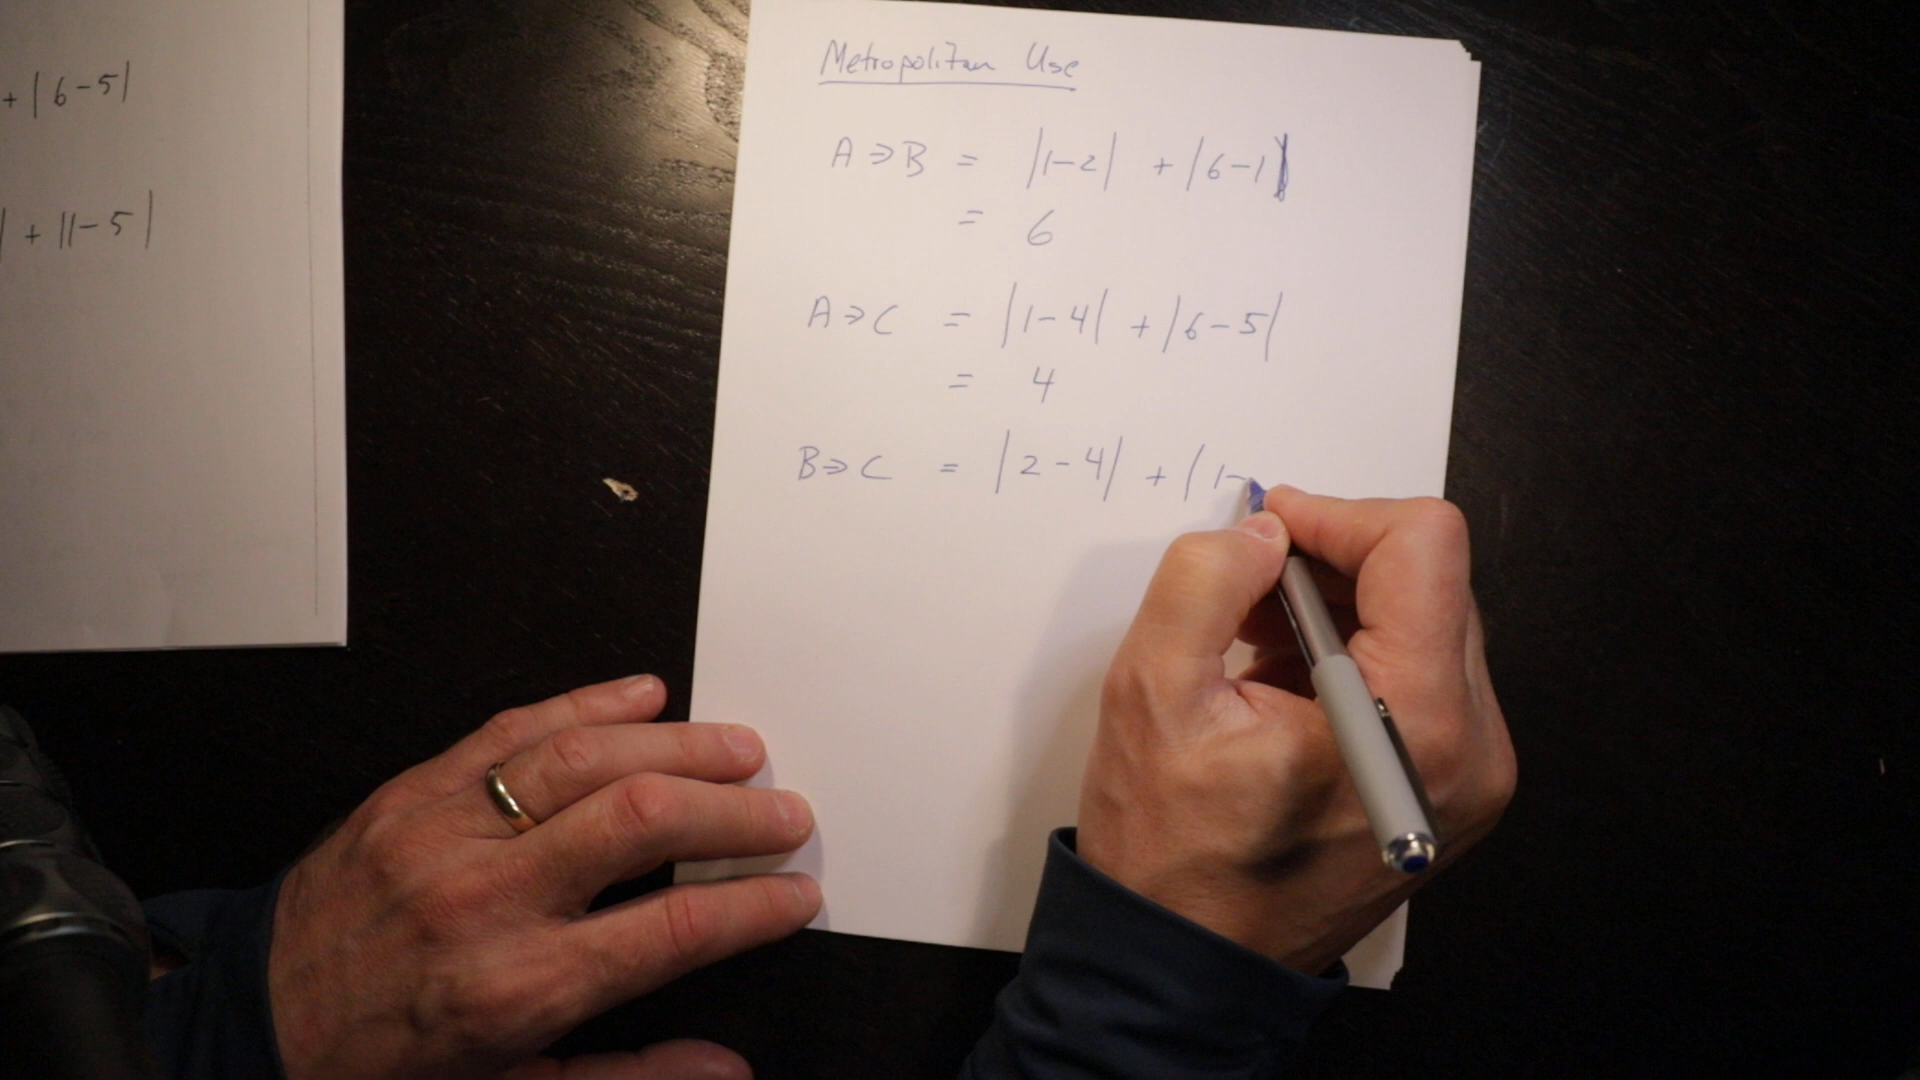 + |6-5|
| + |1-5|
Metropolitan Use
A ⇒ B = |1-2| + |6-1|
= 6
A ⇒ C = |1-4| + |6-5|
= 4
B ⇒ C = |2-4| + |1-